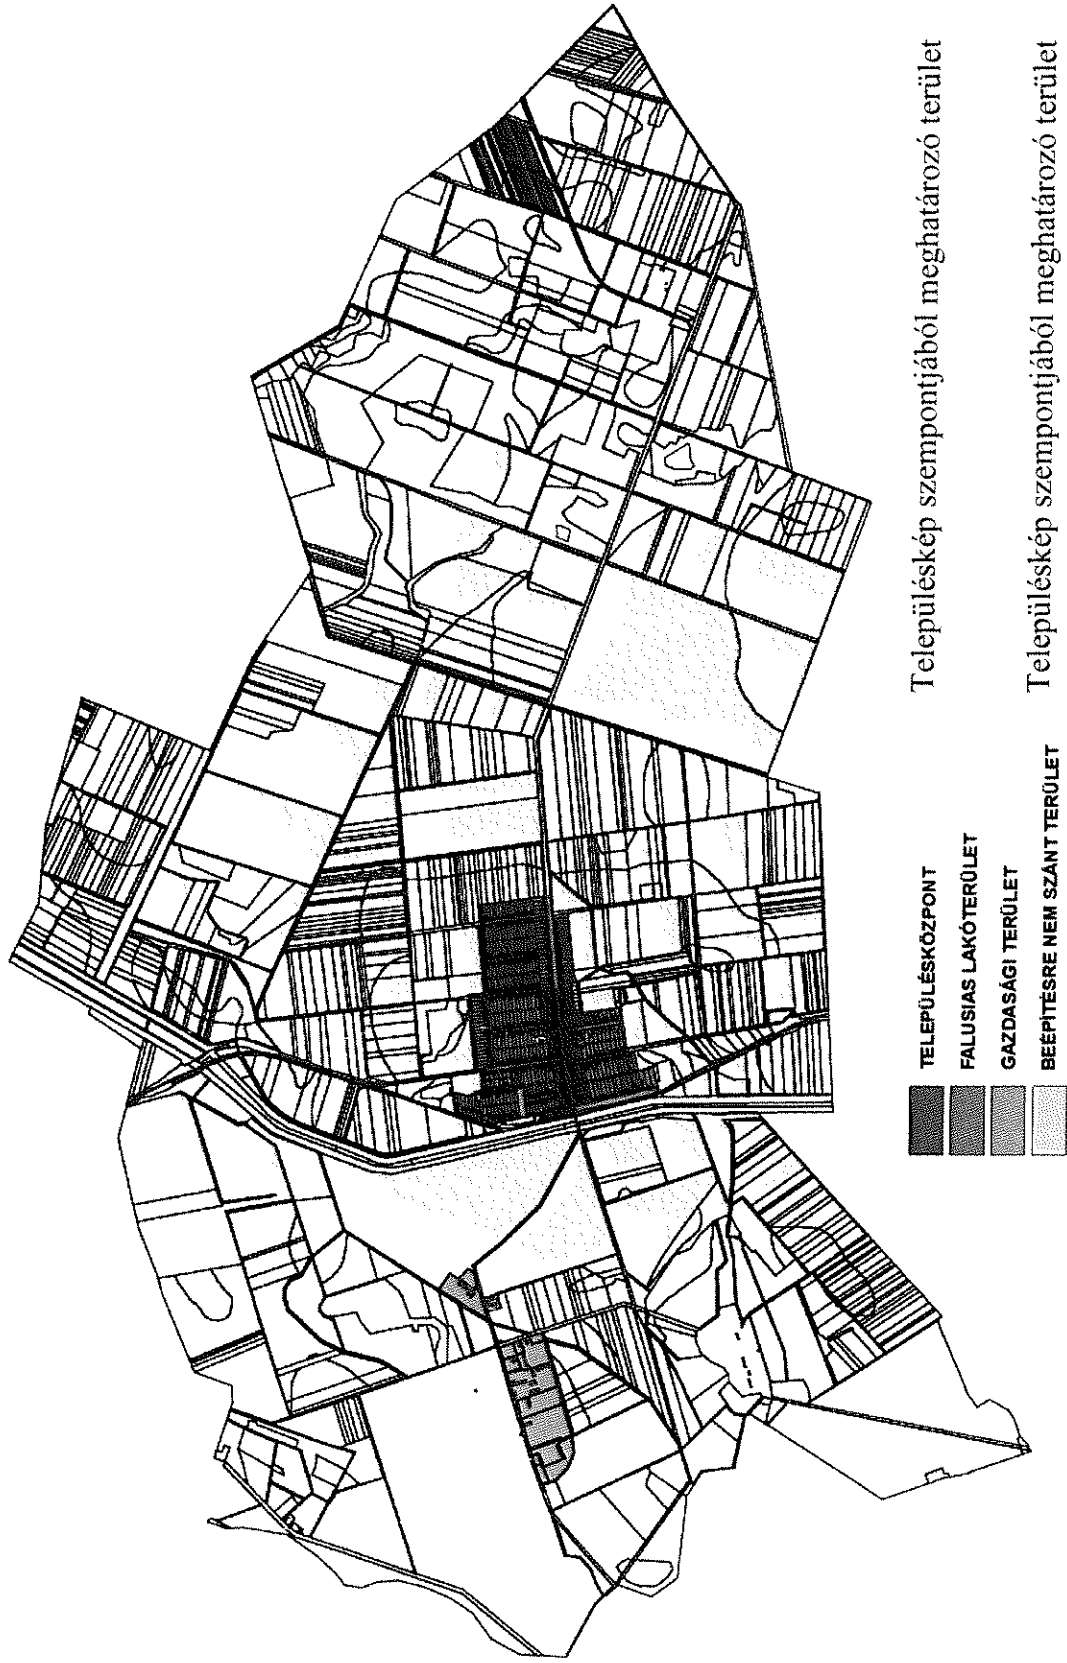 TELEPÜLÉSKÖZPONT Településkép szempontjából meghatározó terület
FALUSIAS LAKÓTERÜLET
GAZDASÁGI TERÜLET
BEÉPÍTÉSRE NEM SZÁNT TERÜLET Településkép szempontjából meghatározó terület